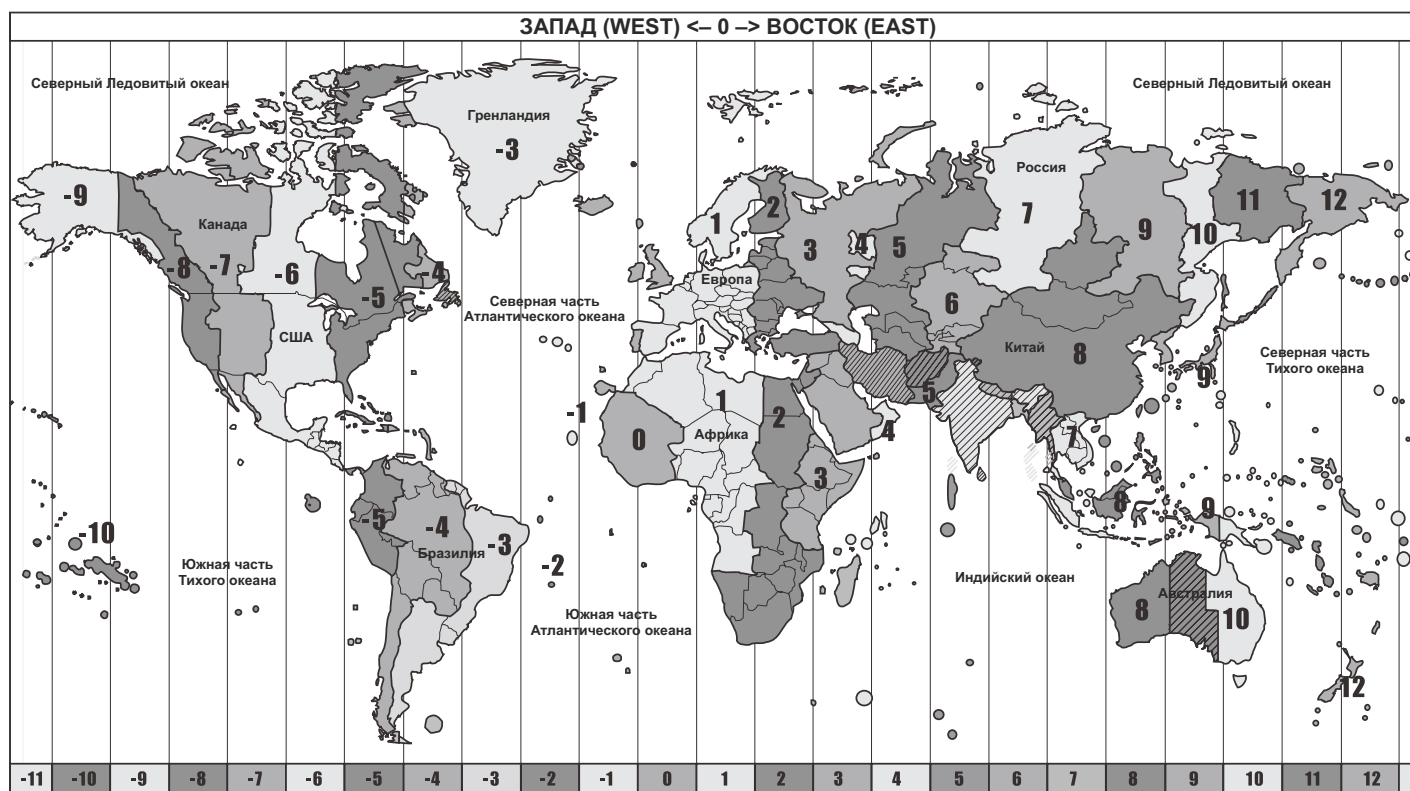 ЗАПАД (WEST) <– 0 –> ВОСТОК (EAST)
Северный Ледовитый океан
Северный Ледовитый океан
Гренландия
-3
Россия
-9
Канада
-8
-7
-6
-5
-4
1
2
3
4
5
7
9
10
11
12
Европа
6
Северная часть
Атлантического океана
США
Китай
8
9
Северная часть
Тихого океана
-1
0
1
2
Африка
3
4
5
7
-10
-5
-4
-3
Бразилия
-2
8
9
Южная часть
Тихого океана
Индийский океан
Австралия
8
10
Южная часть
Атлантического океана
12
-11 -10 -9 -8 -7 -6 -5 -4 -3 -2 -1 0 1 2 3 4 5 6 7 8 9 10 11 12